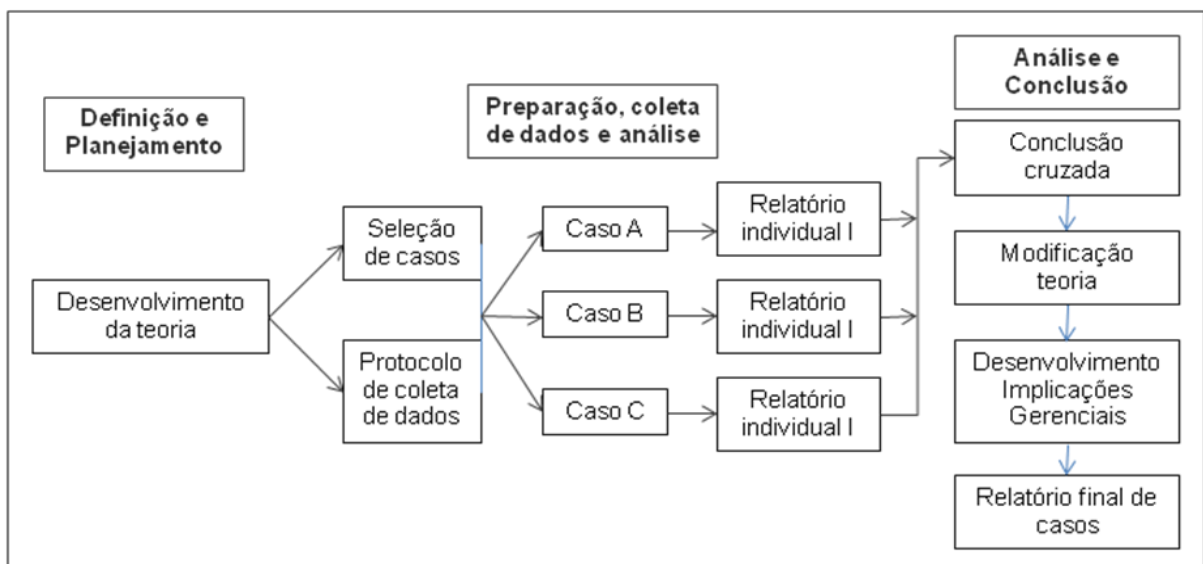 Definição e
Planejamento
Preparação, coleta
de dados e análise
Análise e
Conclusão
Desenvolvimento
da teoria
Seleção
de casos
Protocolo
de coleta
de dados
Caso A
Relatório
individual I
Caso B
Relatório
individual I
Caso C
Relatório
individual I
Conclusão
cruzada
Modificação
teoria
Desenvolvimento
Implicações
Gerenciais
Relatório final de
casos